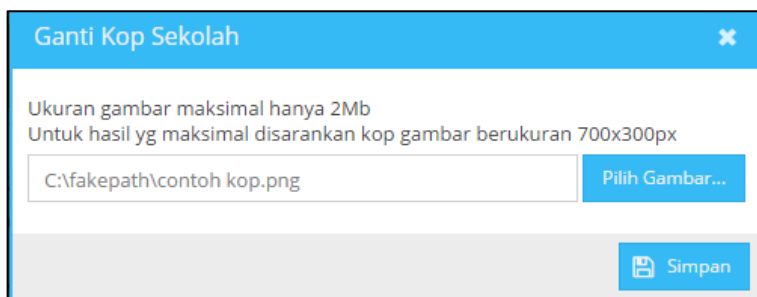 Ganti Kop Sekolah
Ukuran gambar maksimal hanya 2Mb
Untuk hasil yg maksimal disarankan kop gambar berukuran 700x300px
C:\fakepath\contoh kop.png
Pilih Gambar...
Simpan